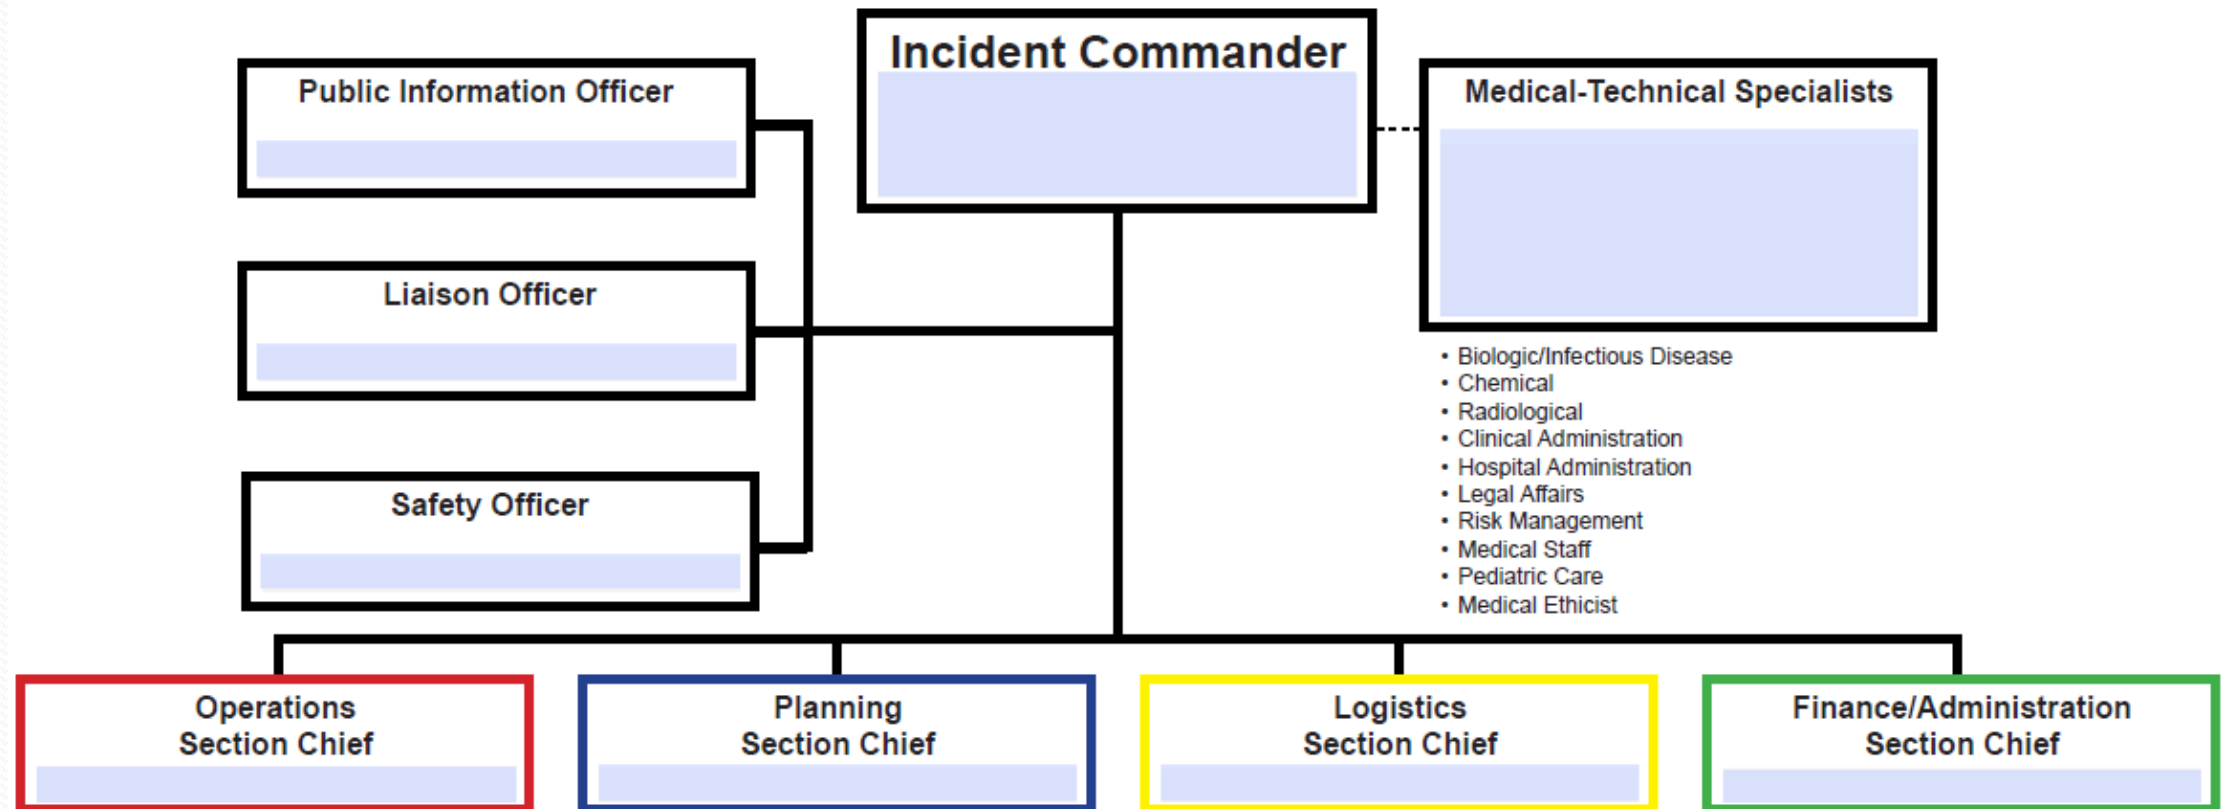 Incident Commander
Public Information Officer
Medical-Technical Specialists
Liaison Officer
• Biologic/Infectious Disease
• Chemical
• Radiological
• Clinical Administration
• Hospital Administration
• Legal Affairs
• Risk Management
• Medical Staff
• Pediatric Care
• Medical Ethicist
Safety Officer
Operations
Section Chief
Planning
Section Chief
Logistics
Section Chief
Finance/Administration
Section Chief